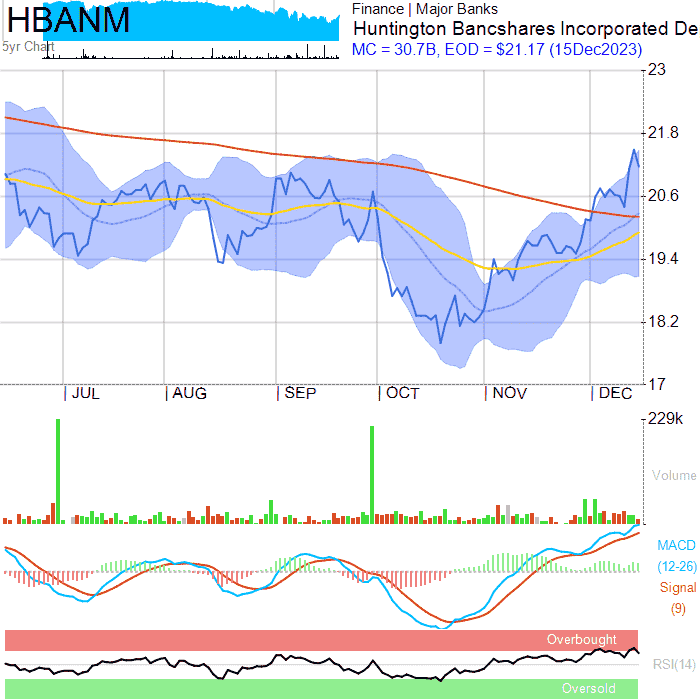 HBANM
5yr Chart
Finance | Major Banks
Huntington Bancshares Incorporated De
MC = 30.7B, EOD = $21.17 (15Dec2023)
23
21.8
20.6
19.4
18.2
17
JUL AUG SEP OCT NOV DEC
229k
Volume
MACD
(12-26)
Signal
(9)
Overbought
RSI(14)
Oversold